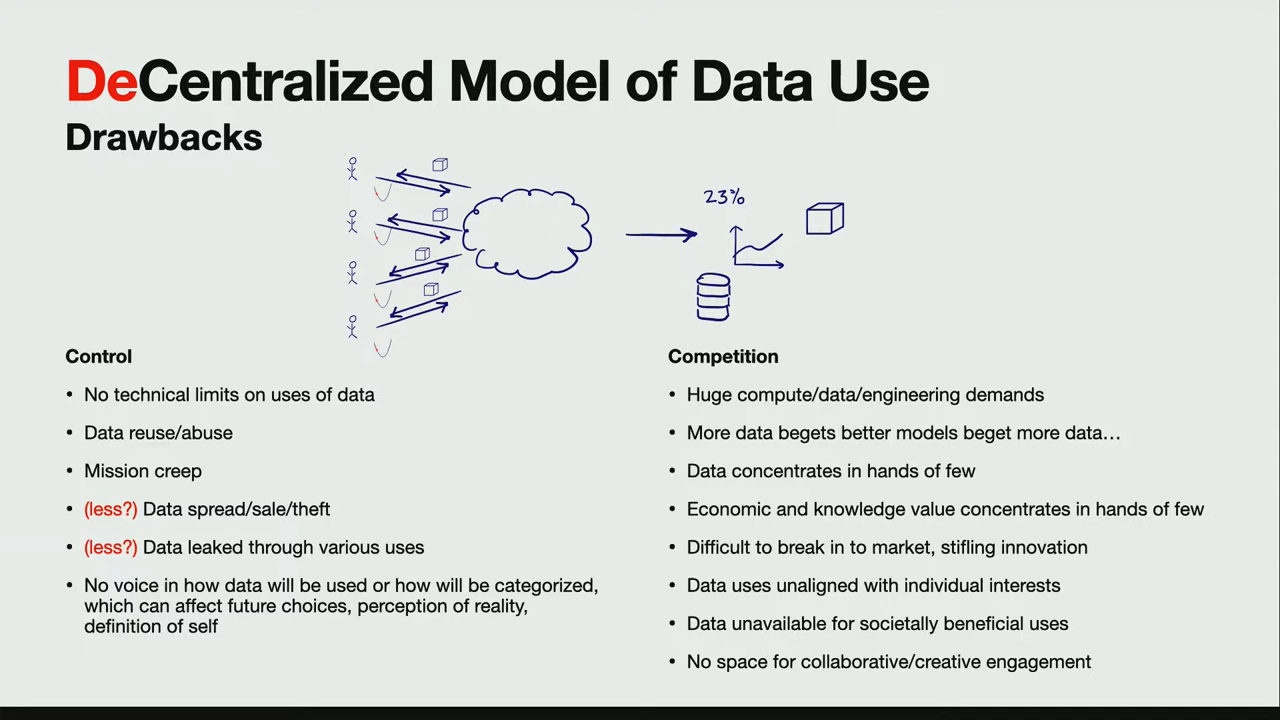 DeCentralized Model of Data Use
Drawbacks
23%
Control
• No technical limits on uses of data
• Data reuse/abuse
• Mission creep
• (less?) Data spread/sale/theft
• (less?) Data leaked through various uses
• No voice in how data will be used or how will be categorized,
which can affect future choices, perception of reality,
definition of self
Competition
• Huge compute/data/engineering demands
• More data begets better models beget more data…
• Data concentrates in hands of few
• Economic and knowledge value concentrates in hands of few
• Difficult to break in to market, stifling innovation
• Data uses unaligned with individual interests
• Data unavailable for societally beneficial uses
• No space for collaborative/creative engagement